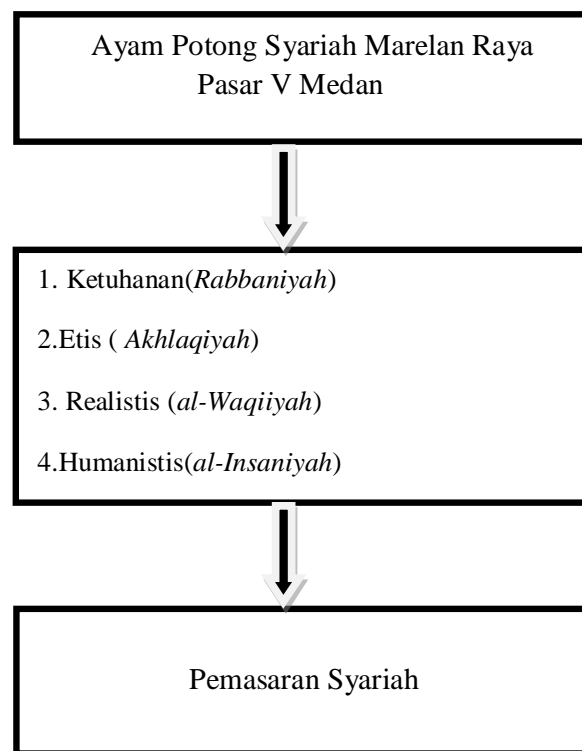 Ayam Potong Syariah Marelan Raya
Pasar V Medan
1. Ketuhanan(Rabbaniyah)
2.Etis ( Akhlaqiyah)
3. Realistis (al-Waqiiyah)
4.Humanistis(al-Insaniyah)
Pemasaran Syariah